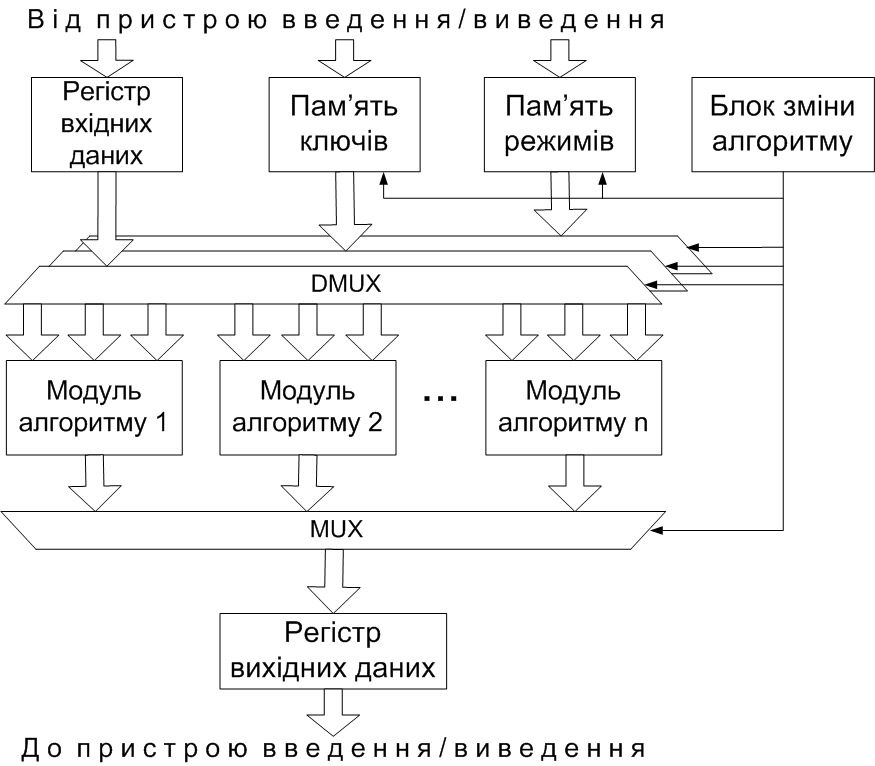 Від пристрою введення/виведення
Регістр
вхідних
даних
Пам’ять
ключів
Пам’ять
режимів
Блок зміни
алгоритму
DMUX
Модуль
алгоритму 1
Модуль
алгоритму 2
...
Модуль
алгоритму n
MUX
Регістр
вихідних даних
До пристрою введення/виведення